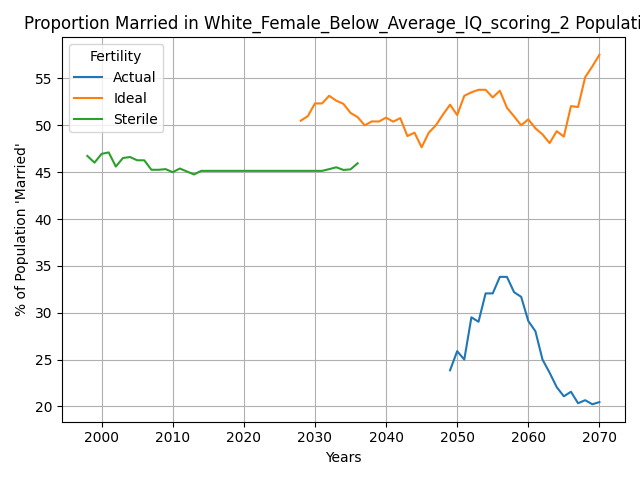 Proportion Married in White_Female_Below_Average_IQ_scoring_2 Populati
Fertility
Actual
Ideal
Sterile
% of Population 'Married'
55
50
45
40
35
30
25
20
2000 2010 2020 2030 2040 2050 2060 2070
Years